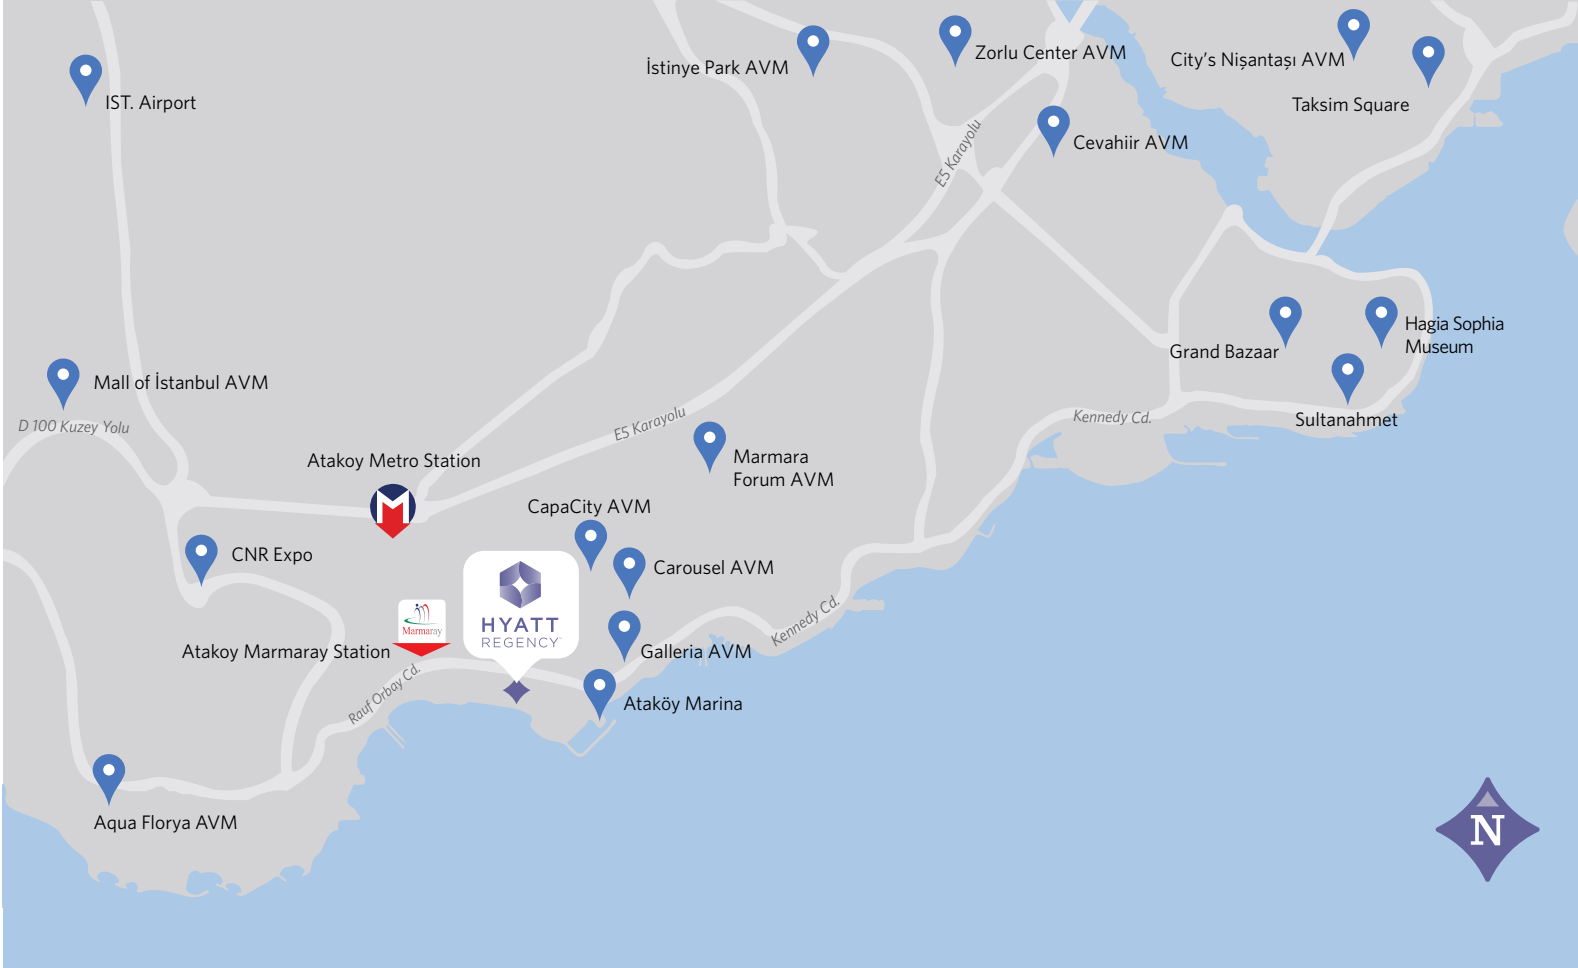 Zorlu Center AVM
City's Nişantaşı AVM
İstinye Park AVM
IST. Airport
Taksim Square
Cevahiir AVM
E5 Karayolu
Hagia Sophia
Museum
Grand Bazaar
Mall of İstanbul AVM
Kennedy Cd.
Sultanahmet
D 100 Kuzey Yolu
E5 Karayolu
Atakoy Metro Station
M
Marmara
Forum AVM
CapaCity AVM
CNR Expo
Carousel AVM
HYATT
REGENCY
Marmaray
Kennedy Cd.
Atakoy Marmaray Station
Galleria AVM
Rauf Orbay Cd.
Ataköy Marina
Aqua Florya AVM
N